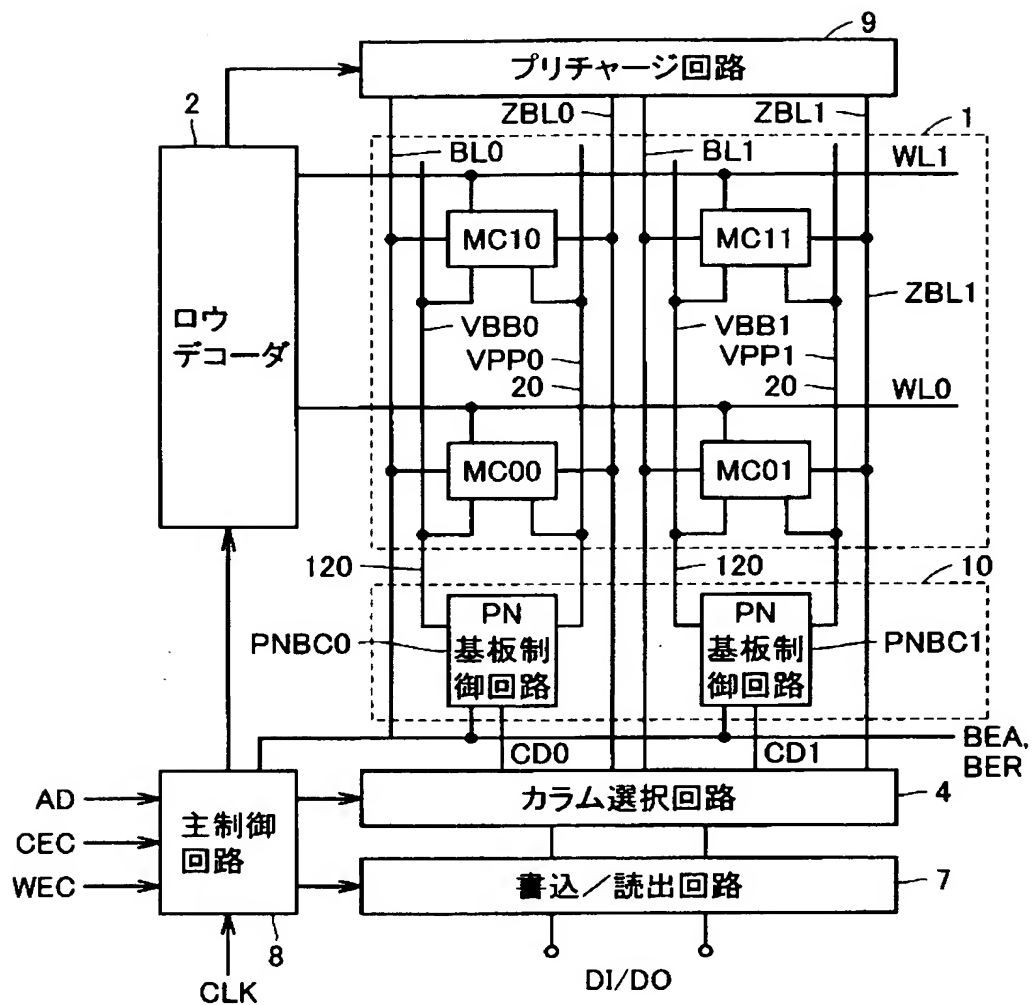 9
プリチャージ回路
2
ZBL0
ZBL1
1
BL0
BL1
WL1
MC10
MC11
ZBL1
ロウ
デコーダ
VBB0
VBB1
VPP0
VPP1
20
20
WL0
MC00
MC01
120
120
10
PN
基板制
御回路
PN
基板制
御回路
PNBC0
PNBC1
CD0
CD1
BEA,
BER
AD
CEC
WEC
主制御
回路
カラム選択回路
4
書込／読出回路
7
8
CLK
DI/DO